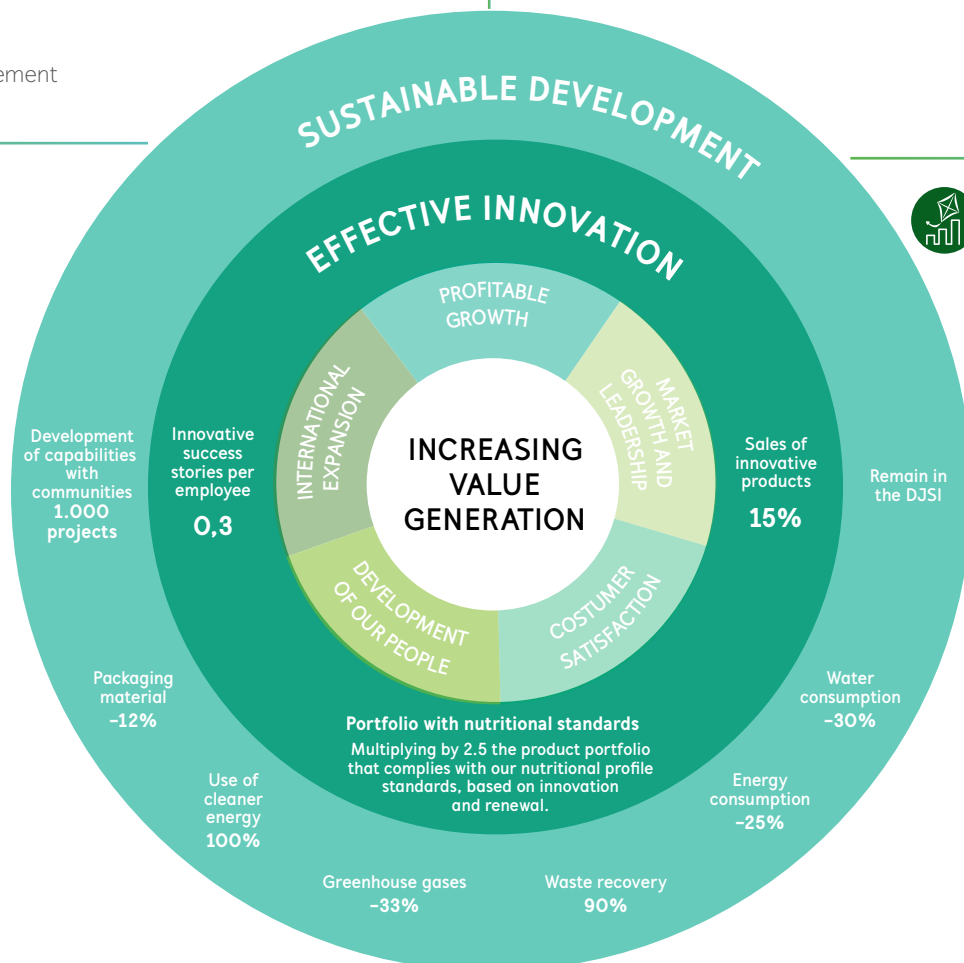 ement
SUSTAINABLE DEVELOPMENT
EFFECTIVE INNOVATION
PROFITABLE
GROWTH
INTERNATIONAL
EXPANSION
MARKET
GROWTH AND
LEADERSHIP
INCREASING
VALUE
GENERATION
DEVELOPMENT
OF OUR PEOPLE
COSTUMER
SATISFACTION
Development
of capabilities
with
communities
1.000
projects
Innovative
success
stories per
employee
0,3
Sales of
innovative
products
15%
Remain in
the DJSI
Packaging
material
-12%
Water
consumption
-30%
Portfolio with nutritional standards
Multiplying by 2.5 the product portfolio
that complies with our nutritional profile
standards, based on innovation
and renewal.
Use of
cleaner
energy
100%
Energy
consumption
-25%
Greenhouse gases
-33%
Waste recovery
90%